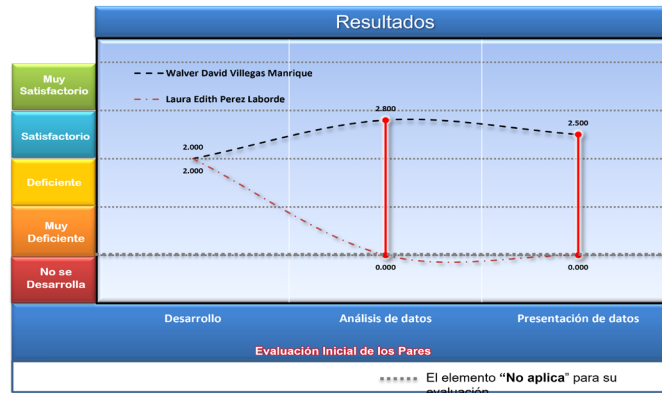 Resultados
Muy
Satisfactorio
Satisfactorio
Deficiente
Muy
Deficiente
No se
Desarrolla
Walver David Villegas Manrique
Laura Edith Perez Laborde
2.000
2.000
2.800
2.500
0.000
0.000
Desarrollo
Análisis de datos
Presentación de datos
Evaluación Inicial de los Pares
El elemento “No aplica” para su
evaluación